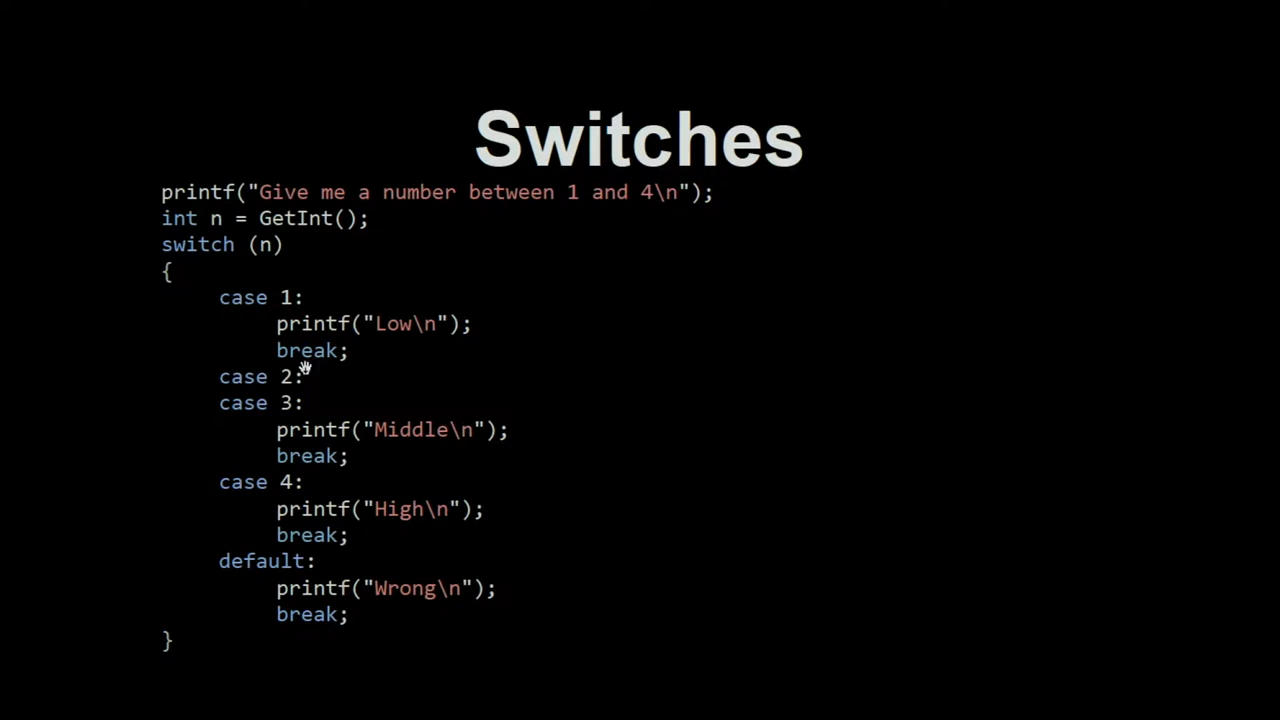 Switches
printf("Give me a number between 1 and 4\n");
int n = GetInt();
switch (n)
{
case 1:
printf("Low\n");
break;
case 2:
case 3:
printf("Middle\n");
break;
case 4:
printf("High\n");
break;
default:
printf("Wrong\n");
break;
}